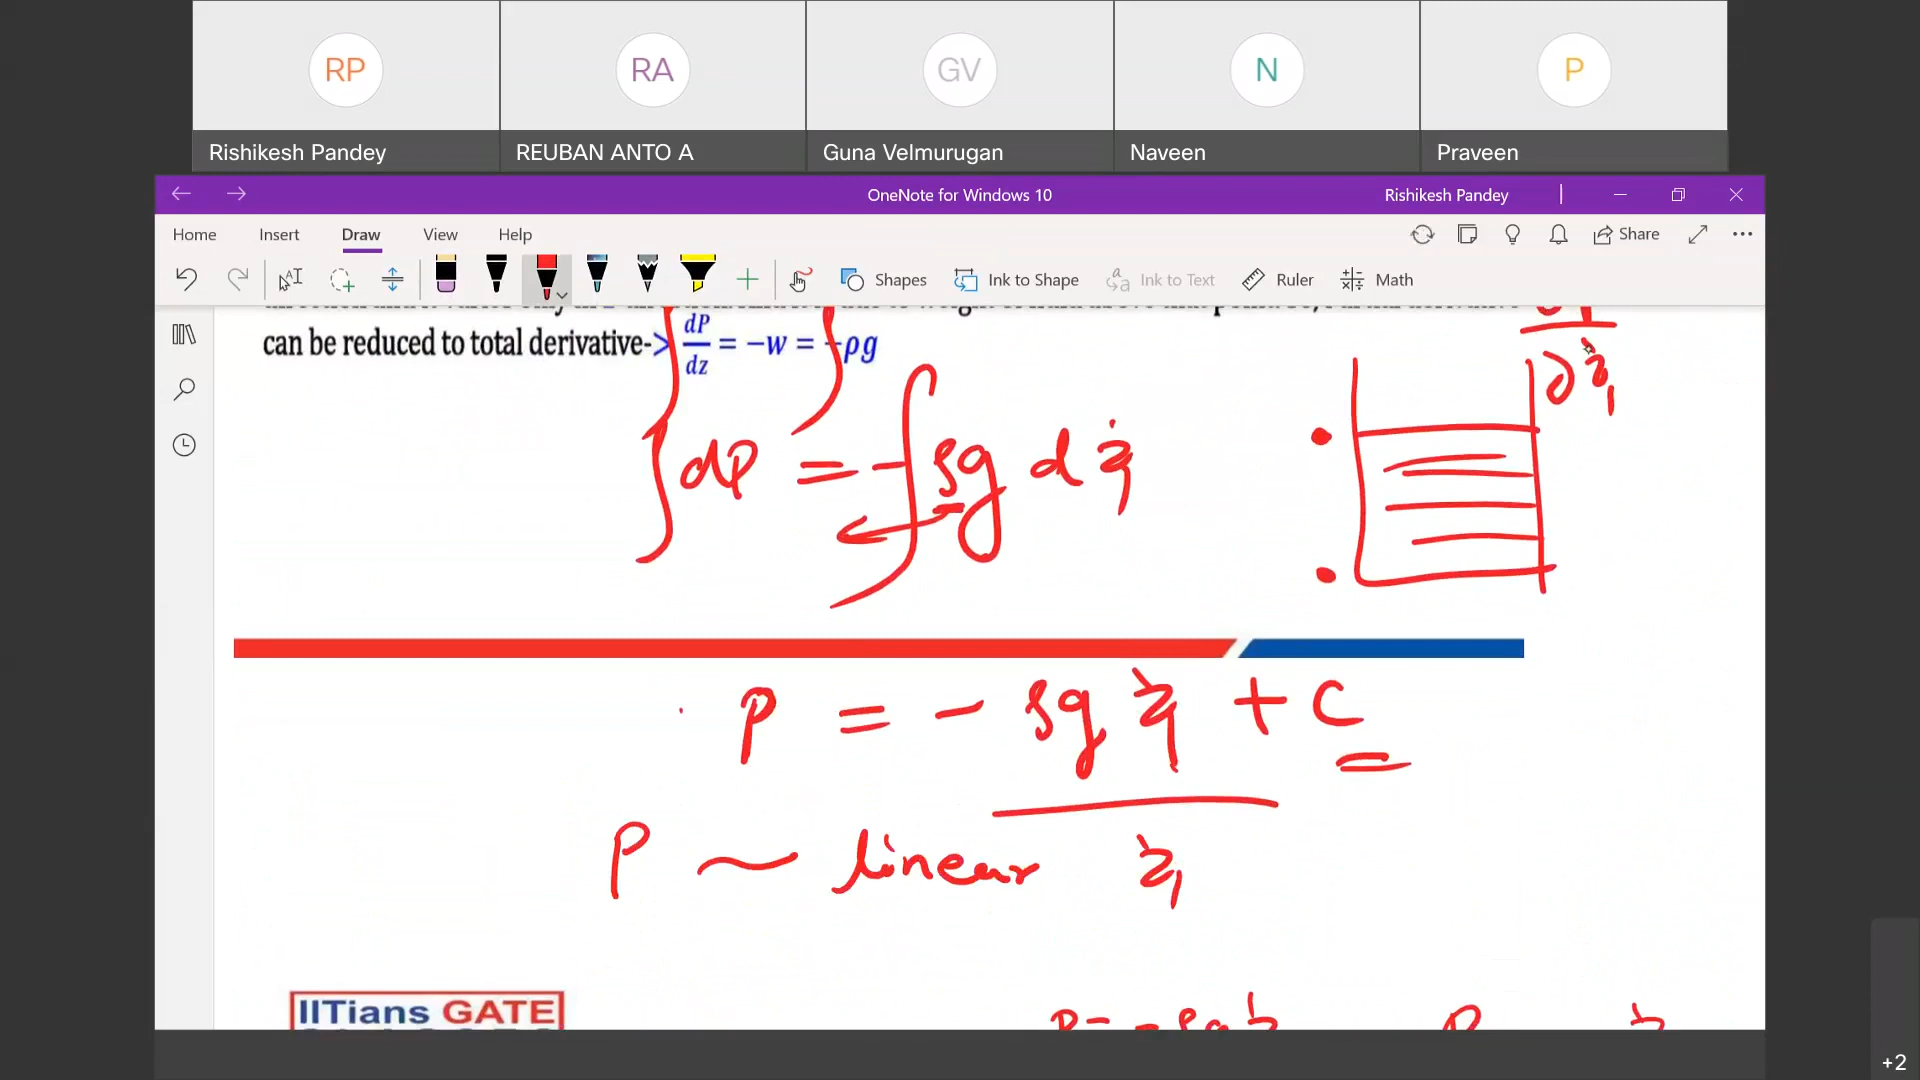 RP RA GV N P
Rishikesh Pandey REUBAN ANTO A Guna Velmurugan Naveen Praveen
OneNote for Windows 10 Rishikesh Pandey
Home Insert Draw View Help Share
Shapes Ink to Shape Ink to Text Ruler Math
can be reduced to total derivative-> dP/dz = −w = −ρg
∂z
∫dp = -∫ρg dz
P = - ρg z + C
P ~ linear z
IITians GATE
P = - ρg z P z
+2